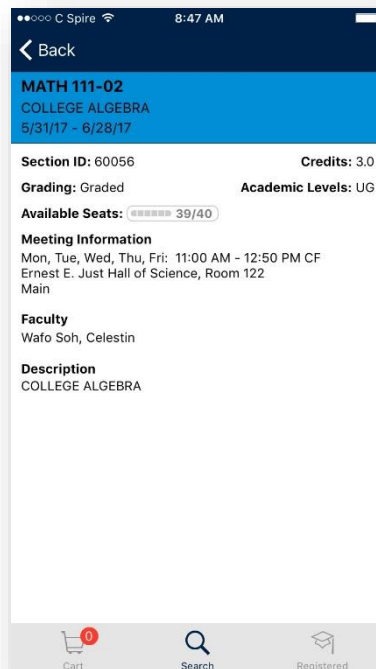 C Spire 8:47 AM
Back
MATH 111-02
COLLEGE ALGEBRA
5/31/17 - 6/28/17
Section ID: 60056 Credits: 3.0
Grading: Graded Academic Levels: UG
Available Seats: 39/40
Meeting Information
Mon, Tue, Wed, Thu, Fri: 11:00 AM - 12:50 PM CF
Ernest E. Just Hall of Science, Room 122
Main
Faculty
Wafo Soh, Celestin
Description
COLLEGE ALGEBRA
0
Cart Search Registered